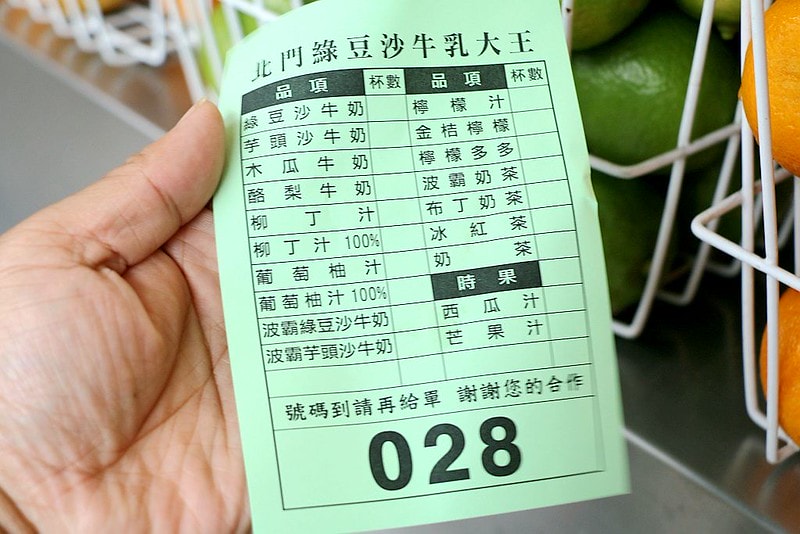 北門綠豆沙牛乳大王
品項 杯數 品項 杯數
綠豆沙牛奶 檸檬汁
芋頭沙牛奶 金桔檸檬
木瓜牛奶 檸檬多多
酪梨牛奶 波霸奶茶
柳丁汁 布丁奶茶
柳丁汁 100% 冰紅茶
葡萄柚汁 奶茶
葡萄柚汁 100% 時果
波霸綠豆沙牛奶 西瓜汁
波霸芋頭沙牛奶 芒果汁
號碼到請再給單 謝謝您的合作
028